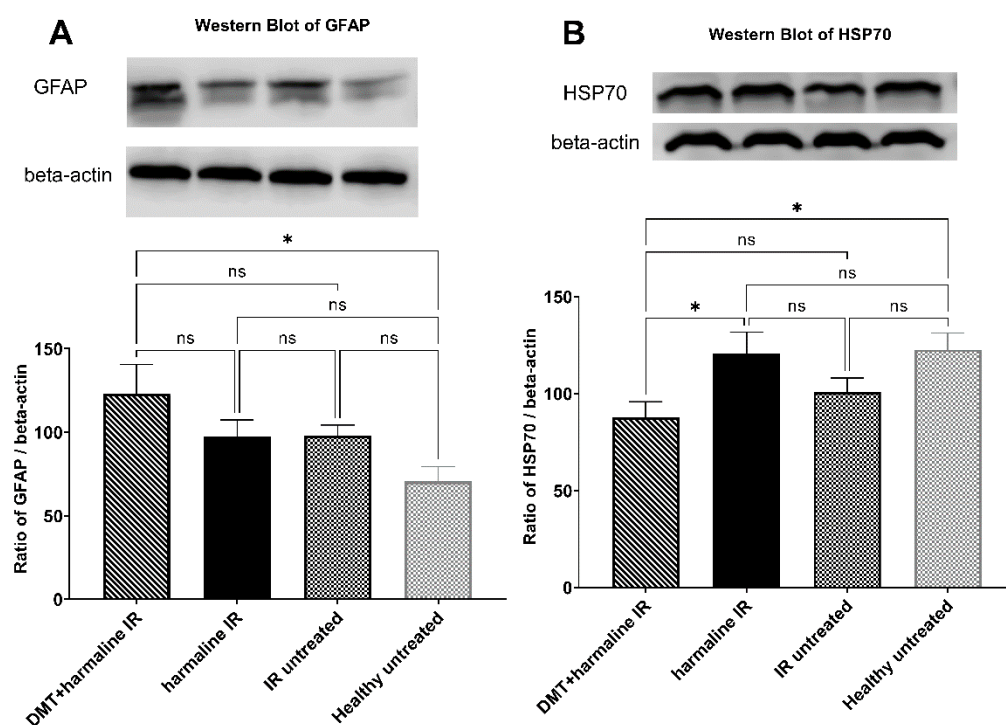 A
Western Blot of GFAP
GFAP
beta-actin
*
ns
ns
ns
ns
ns
Ratio of GFAP / beta-actin
150
100
50
0
DMT+harmaline IR
harmaline IR
IR untreated
Healthy untreated
B
Western Blot of HSP70
HSP70
beta-actin
*
ns
ns
*
ns
ns
Ratio of HSP70 / beta-actin
150
100
50
0
DMT+harmaline IR
harmaline IR
IR untreated
Healthy untreated